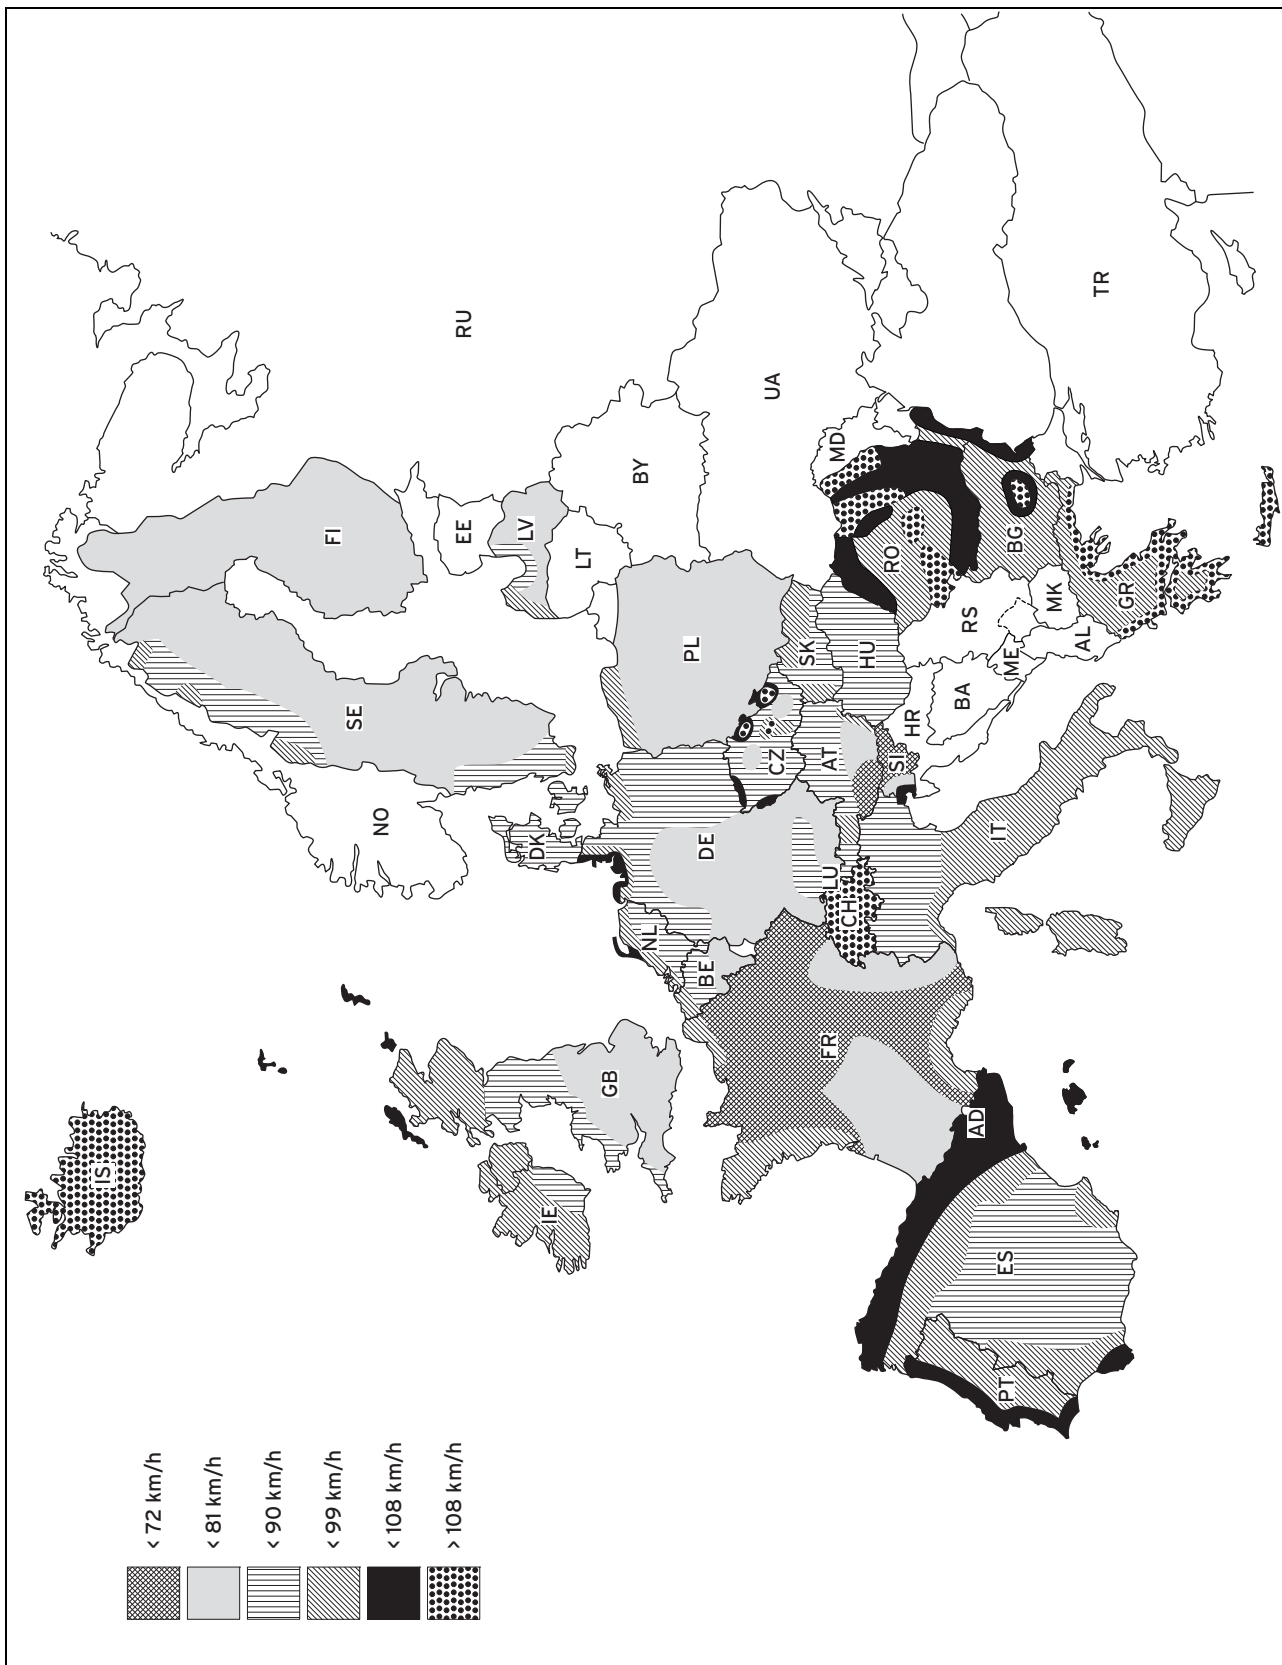 < 72 km/h
< 81 km/h
< 90 km/h
< 99 km/h
< 108 km/h
> 108 km/h
IS
NO
SE
FI
RU
EE
LV
LT
DK
IE
GB
NL
BE
DE
PL
BY
UA
CZ
SK
LU
CH
AT
HU
MD
FR
SI
HR
RO
AD
BA
RS
BG
ES
PT
IT
ME
MK
AL
GR
TR